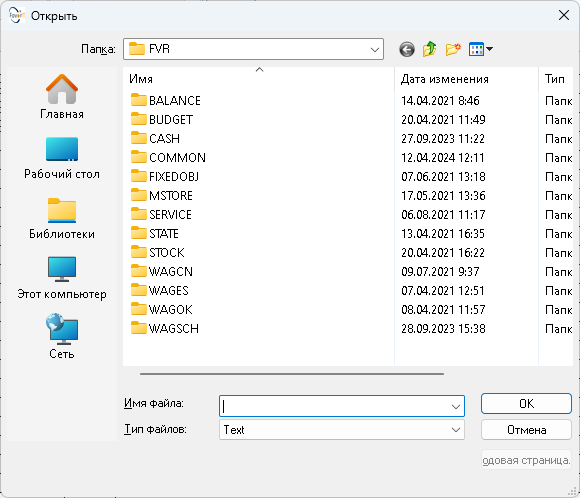 Открыть
Папка: FVR
Имя Дата изменения Тип
BALANCE 14.04.2021 8:46 Папк
BUDGET 20.04.2021 11:49 Папк
CASH 27.09.2023 11:22 Папк
COMMON 12.04.2024 12:11 Папк
FIXEDOBJ 07.06.2021 13:18 Папк
MSTORE 17.05.2021 13:36 Папк
SERVICE 06.08.2021 11:17 Папк
STATE 13.04.2021 16:35 Папк
STOCK 20.04.2021 16:22 Папк
WAGCN 09.07.2021 9:37 Папк
WAGES 07.04.2021 12:51 Папк
WAGOK 08.04.2021 11:57 Папк
WAGSCH 28.09.2023 15:38 Папк
Главная
Рабочий стол
Библиотеки
Этот компьютер
Сеть
Имя файла: OK
Тип файлов: Text Отмена
одовая страница.